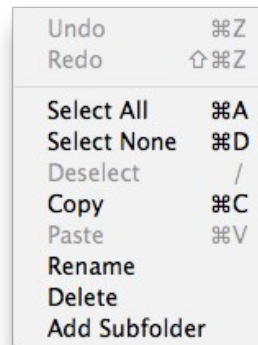 Undo ⌘Z
Redo ⇧⌘Z
Select All ⌘A
Select None ⌘D
Deselect /
Copy ⌘C
Paste ⌘V
Rename
Delete
Add Subfolder